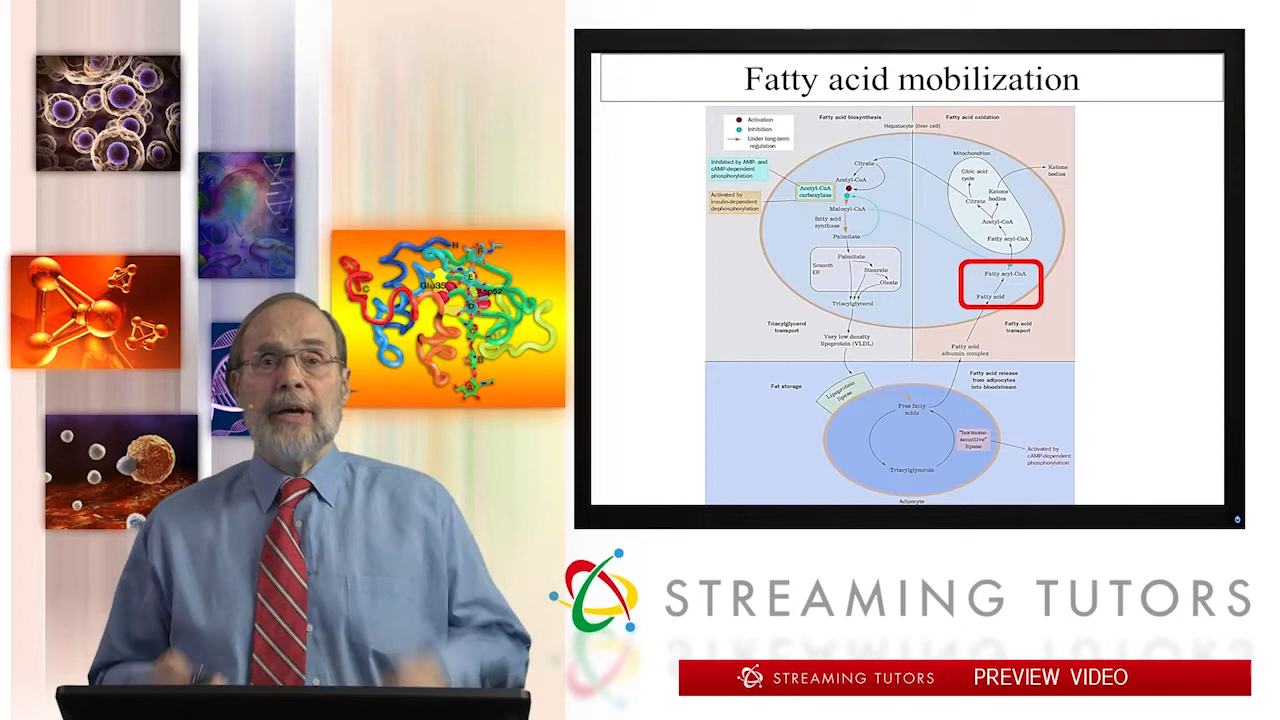 Fatty acid mobilization
Activation
Inhibition
Under long-term
regulation
Fatty acid biosynthesis
Fatty acid oxidation
Hepatocyte (liver cell)
Inhibited by AMP- and
cAMP-dependent
phosphorylation
Activated by
insulin-dependent
dephosphorylation
Acetyl-CoA
carboxylase
Citrate
Acetyl-CoA
Malonyl-CoA
fatty acid
synthase
Palmitate
Smooth
ER
Palmitate
Stearate
Oleate
Triacylglycerol
Mitochondrion
Citric acid
cycle
Ketone
bodies
Ketone
bodies
Citrate
Acetyl-CoA
Fatty acyl-CoA
Fatty acyl-CoA
Fatty acid
Triacylglycerol
transport
Very low density
lipoprotein (VLDL)
Fatty acid
transport
Fatty acid
albumin complex
Fat storage
Lipoprotein
lipase
Fatty acid release
from adipocytes
into bloodstream
Free fatty
acids
"hormone-
sensitive"
lipase
Activated by
cAMP-dependent
phosphorylation
Triacylglycerols
Adipocyte
N
F
E
C
Glu35
Asp52
D
C
B
STREAMING TUTORS
STREAMING TUTORS
PREVIEW VIDEO